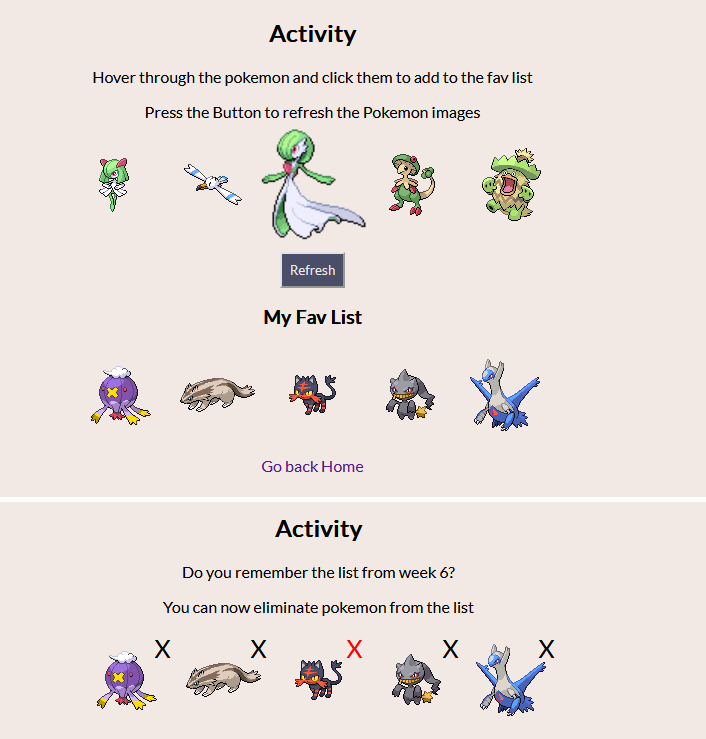 Activity
Hover through the pokemon and click them to add to the fav list
Press the Button to refresh the Pokemon images
Refresh
My Fav List
Go back Home
Activity
Do you remember the list from week 6?
You can now eliminate pokemon from the list
X X X X X